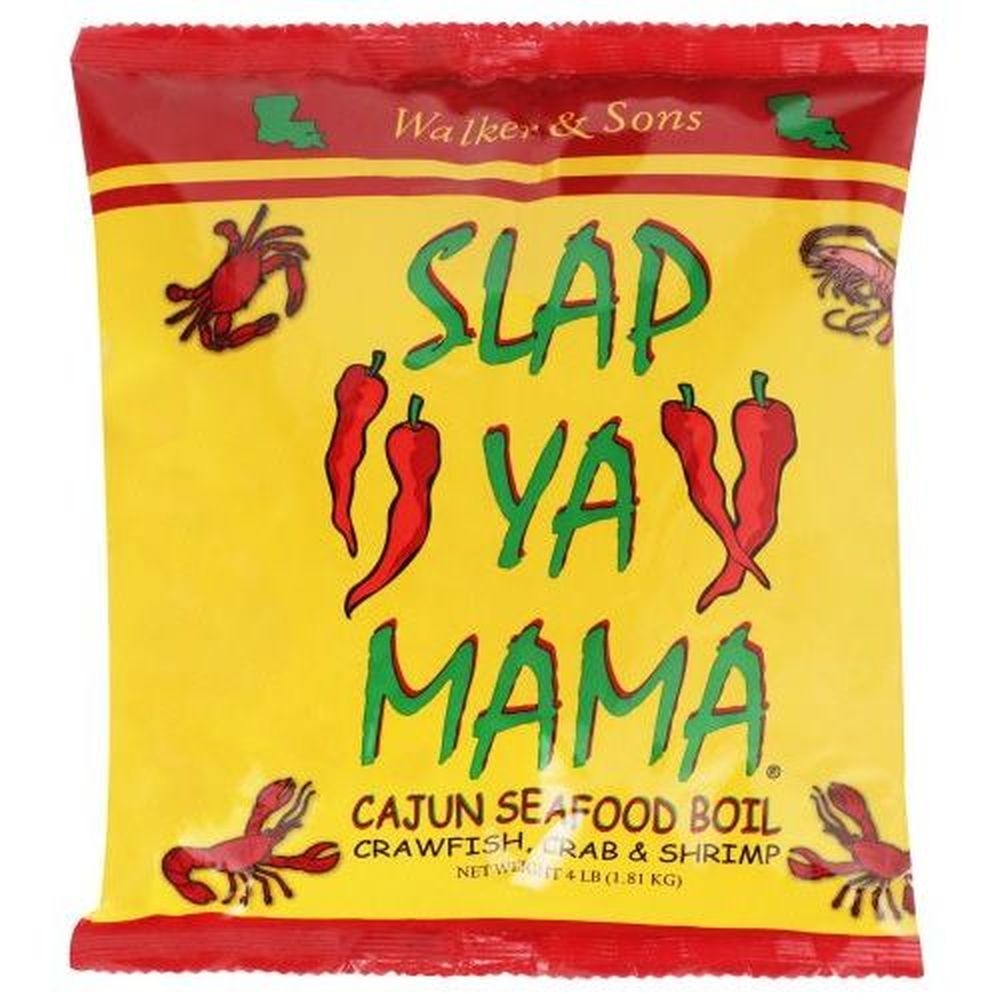 Walker & Sons
SLAP
YA
MAMA®
CAJUN SEAFOOD BOIL
CRAWFISH, CRAB & SHRIMP
NET WEIGHT 4 LB (1.81 KG)